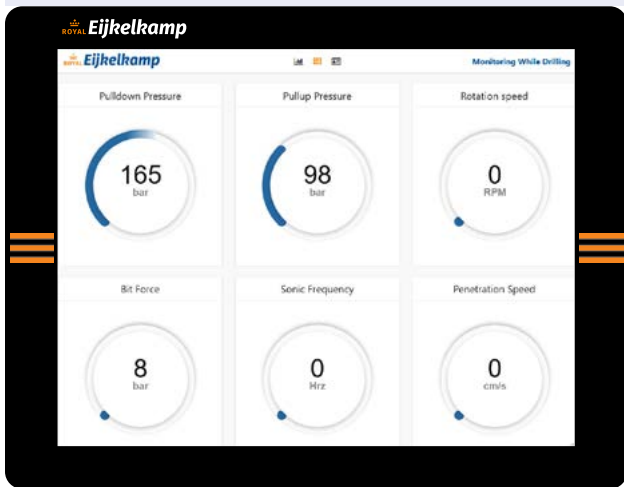 ROYAL Eijkelkamp
ROYAL Eijkelkamp
Monitoring While Drilling
Pulldown Pressure
Pullup Pressure
Rotation speed
165
bar
98
bar
0
RPM
Bit Force
Sonic Frequency
Penetration Speed
8
bar
0
Hrz
0
cm/s